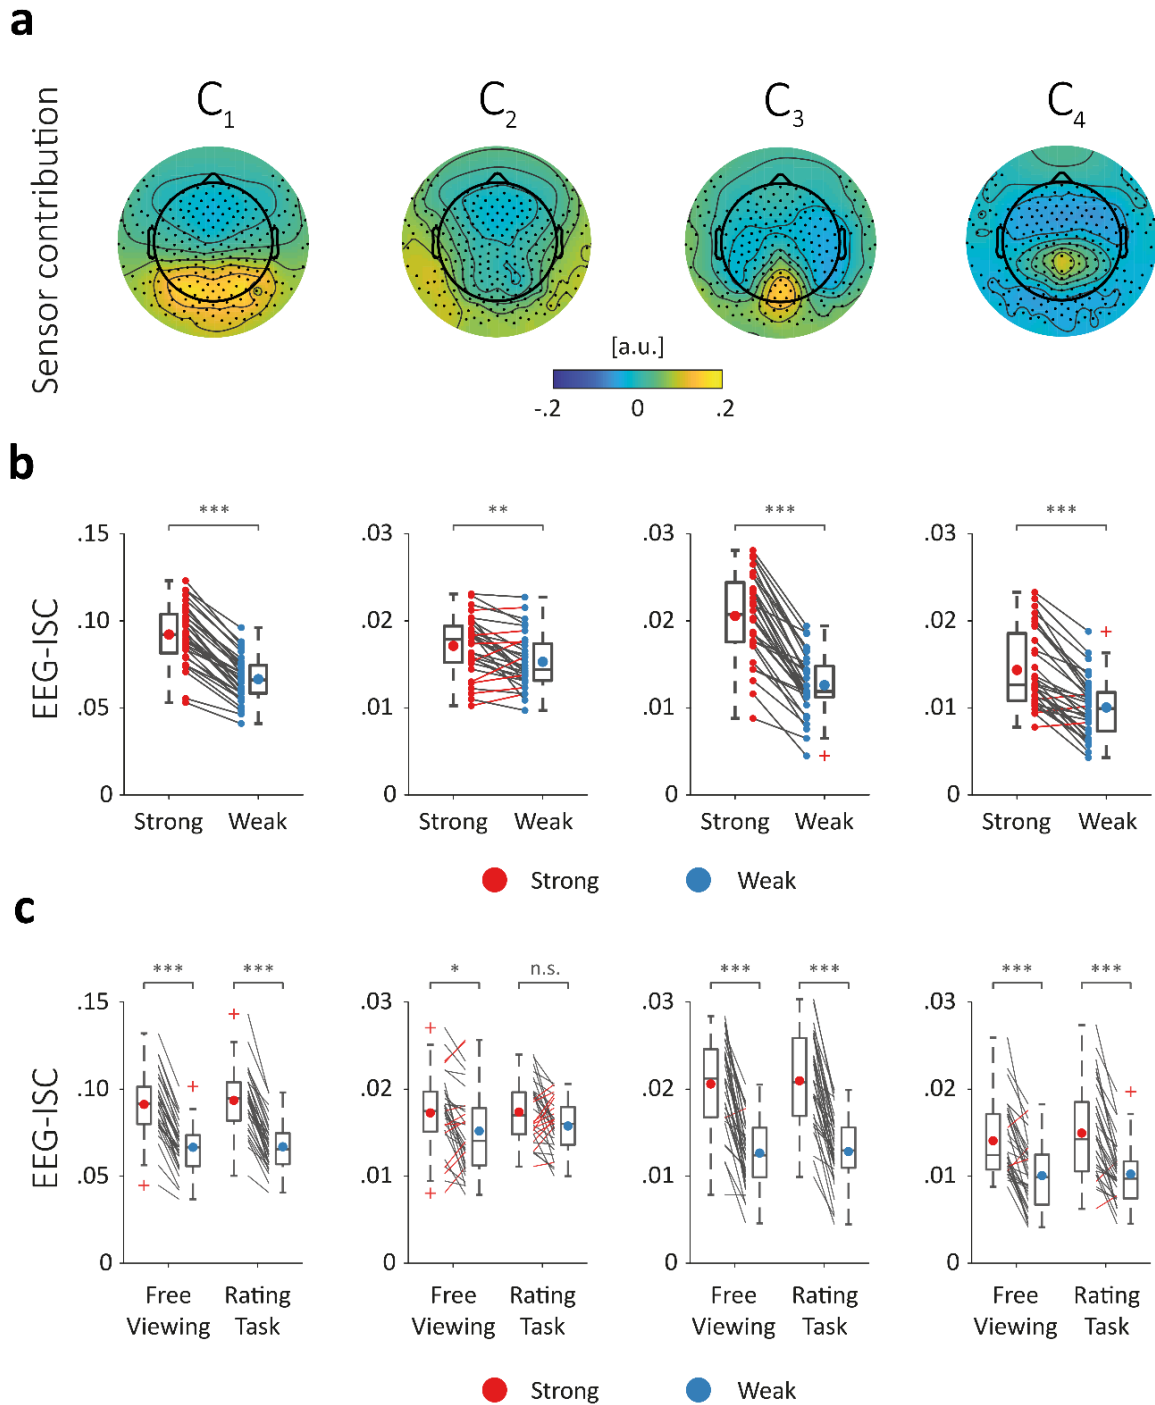 a
C1 C2 C3 C4
Sensor contribution
[a.u.]
-.2 0 .2
b
*** ** *** ***
EEG-ISC
.15 .03 .03 .03
.10 .02 .02 .02
.05 .01 .01 .01
0 0 0 0
Strong Weak Strong Weak Strong Weak Strong Weak
Strong Weak
c
*** *** * n.s. *** *** *** ***
EEG-ISC
.15 .03 .03 .03
.10 .02 .02 .02
.05 .01 .01 .01
0 0 0 0
Free Rating Free Rating Free Rating Free Rating
Viewing Task Viewing Task Viewing Task Viewing Task
Strong Weak